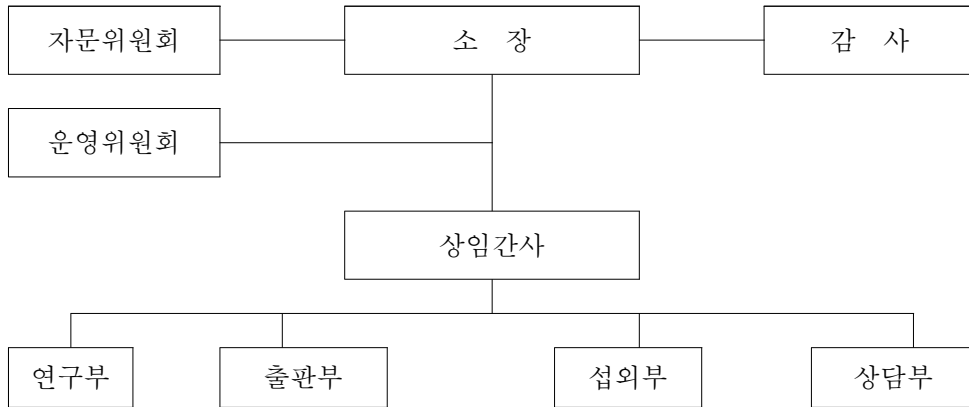 자문위원회
소 장
감 사
운영위원회
상임간사
연구부
출판부
섭외부
상담부